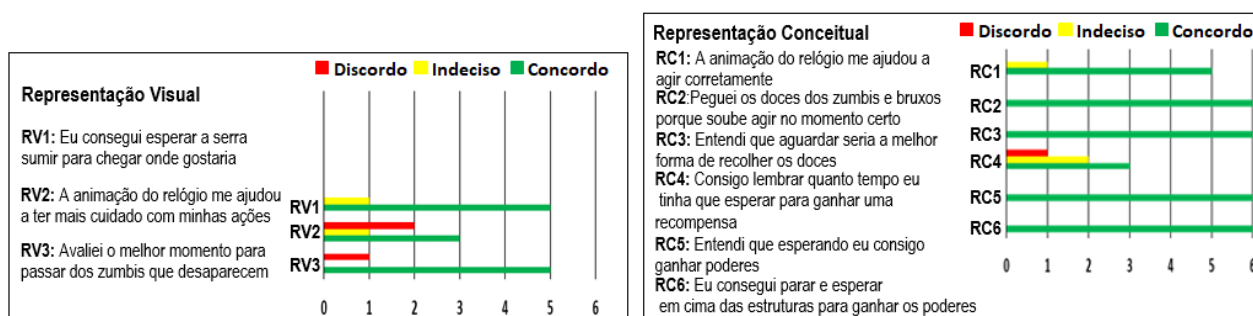 Representação Visual
Discordo Indeciso Concordo
RV1: Eu consegui esperar a serra
sumir para chegar onde gostaria
RV2: A animação do relógio me ajudou
a ter mais cuidado com minhas ações
RV3: Avaliei o melhor momento para
passar dos zumbis que desaparecem
RV1
RV2
RV3
0 1 2 3 4 5 6
Representação Conceitual
Discordo Indeciso Concordo
RC1: A animação do relógio me ajudou a
agir corretamente
RC2:Peguei os doces dos zumbis e bruxos
porque soube agir no momento certo
RC3: Entendi que aguardar seria a melhor
forma de recolher os doces
RC4: Consigo lembrar quanto tempo eu
tinha que esperar para ganhar uma
recompensa
RC5: Entendi que esperando eu consigo
ganhar poderes
RC6: Eu consegui parar e esperar
em cima das estruturas para ganhar os poderes
RC1
RC2
RC3
RC4
RC5
RC6
0 1 2 3 4 5 6